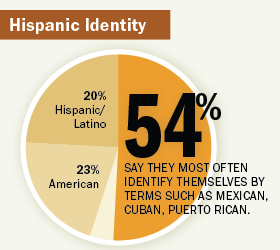 Hispanic Identity
20%
Hispanic/
Latino
54%
SAY THEY MOST OFTEN
IDENTIFY THEMSELVES BY
TERMS SUCH AS MEXICAN,
CUBAN, PUERTO RICAN.
23%
American